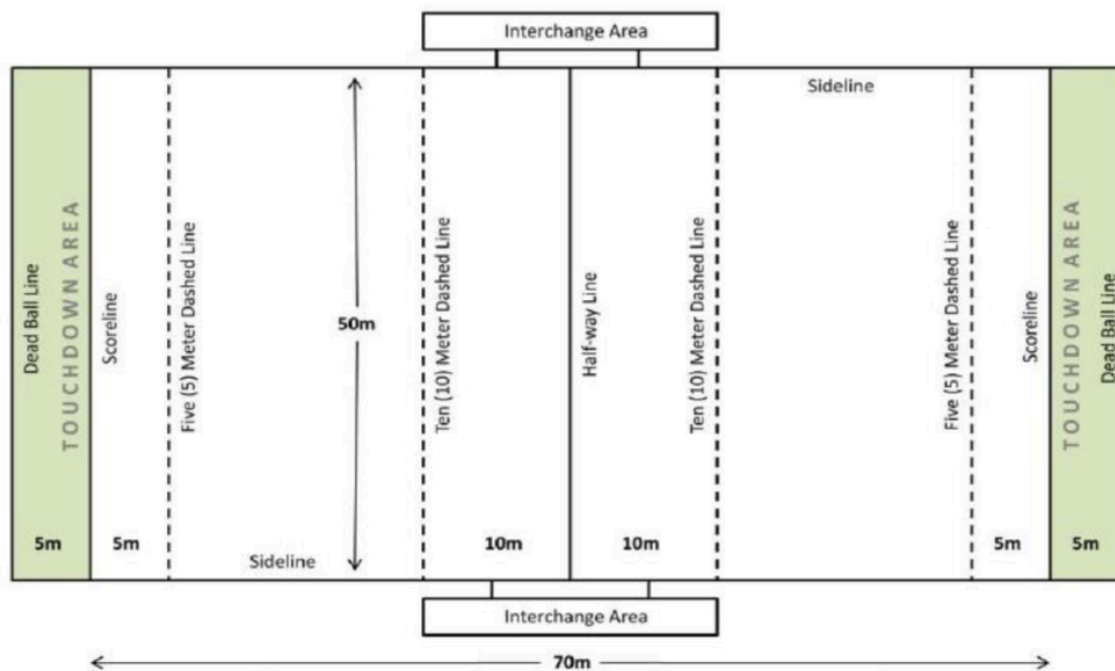 Interchange Area
Sideline
Dead Ball Line
TOUCHDOWN AREA
Scoreline
Five (5) Meter Dashed Line
50m
Ten (10) Meter Dashed Line
Half-way Line
Ten (10) Meter Dashed Line
Five (5) Meter Dashed Line
Scoreline
TOUCHDOWN AREA
Dead Ball Line
5m
5m
10m
10m
5m
5m
Sideline
Interchange Area
70m